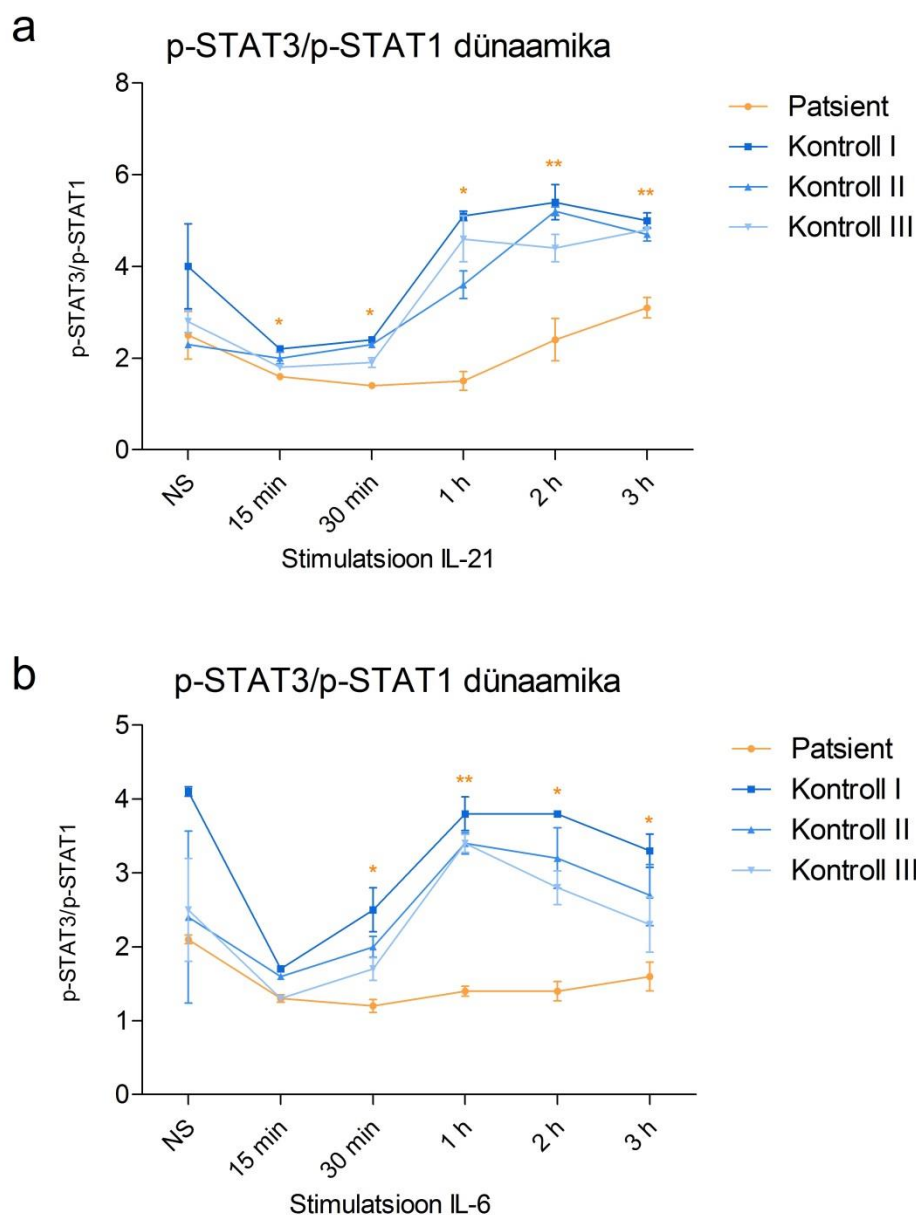 a
p-STAT3/p-STAT1 dünaamika
8
6
4
2
0
p-STAT3/p-STAT1
* * * ** **
Patsient
Kontroll I
Kontroll II
Kontroll III
NS 15 min 30 min 1 h 2 h 3 h
Stimulatsioon IL-21
b
p-STAT3/p-STAT1 dünaamika
5
4
3
2
1
0
p-STAT3/p-STAT1
* ** * *
Patsient
Kontroll I
Kontroll II
Kontroll III
NS 15 min 30 min 1 h 2 h 3 h
Stimulatsioon IL-6